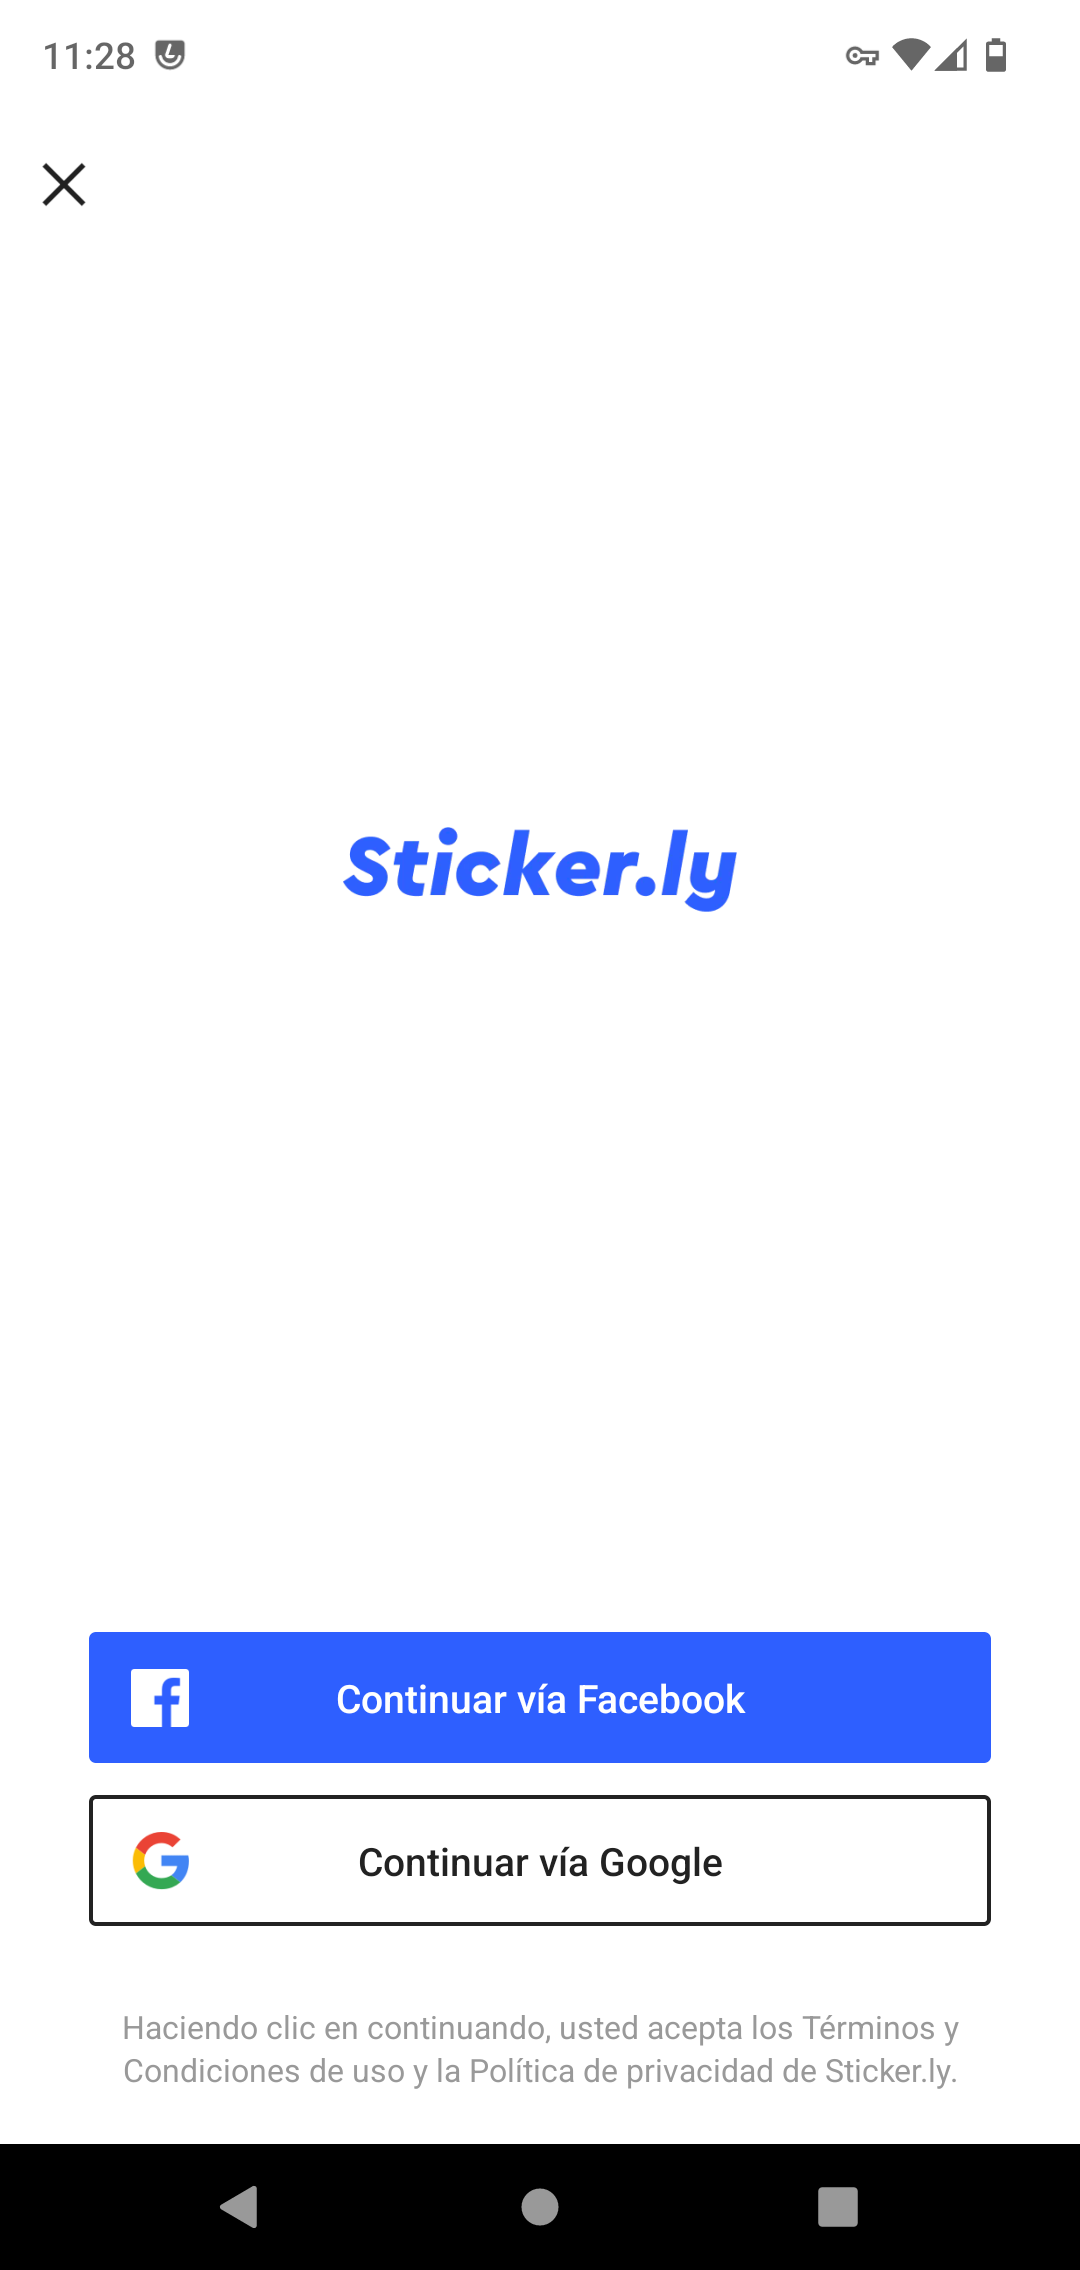 11:28
Sticker.ly
Continuar vía Facebook
Continuar vía Google
Haciendo clic en continuando, usted acepta los Términos y
Condiciones de uso y la Política de privacidad de Sticker.ly.